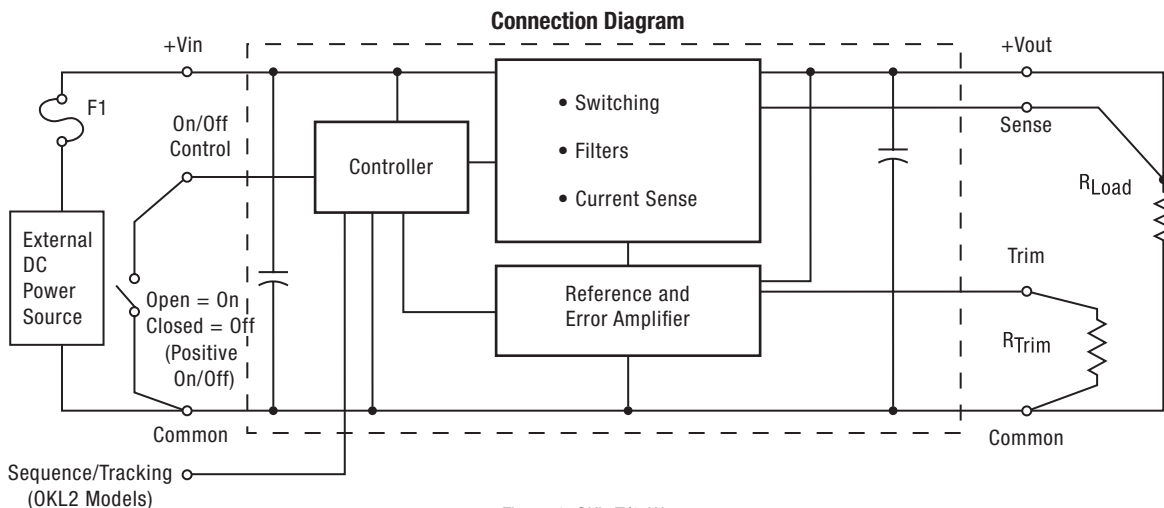 Connection Diagram
+Vin
+Vout
F1
On/Off
Control
• Switching
• Filters
• Current Sense
Sense
Controller
RLoad
External
DC
Power
Source
Open = On
Closed = Off
(Positive
On/Off)
Reference and
Error Amplifier
Trim
RTrim
Common
Common
Sequence/Tracking
(OKL2 Models)